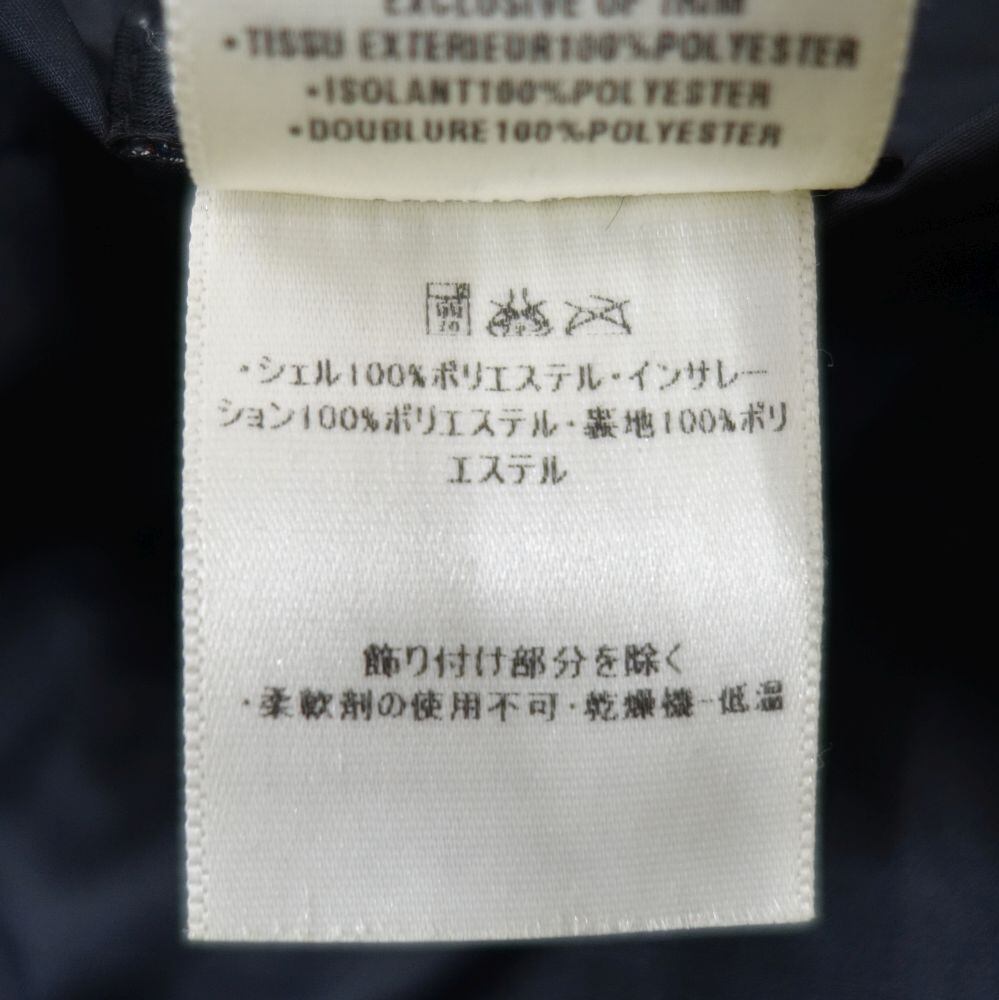 EXCLUSIVE OF TRIM
•TISSU EXTERIEUR100%POLYESTER
•ISOLANT100%POLYESTER
•DOUBLURE100%POLYESTER
・シェル100%ポリエステル・インサレー
ション100%ポリエステル・裏地100%ポリ
エステル
飾り付け部分を除く
・柔軟剤の使用不可・乾燥機-低温